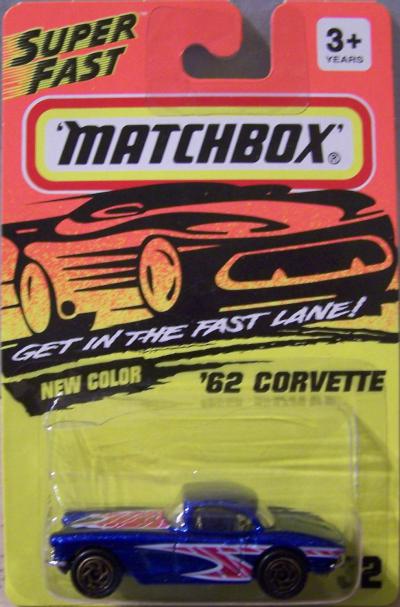 SUPER
FAST
3+
YEARS
'MATCHBOX'®
GET IN THE FAST LANE!
NEW COLOR
'62 CORVETTE